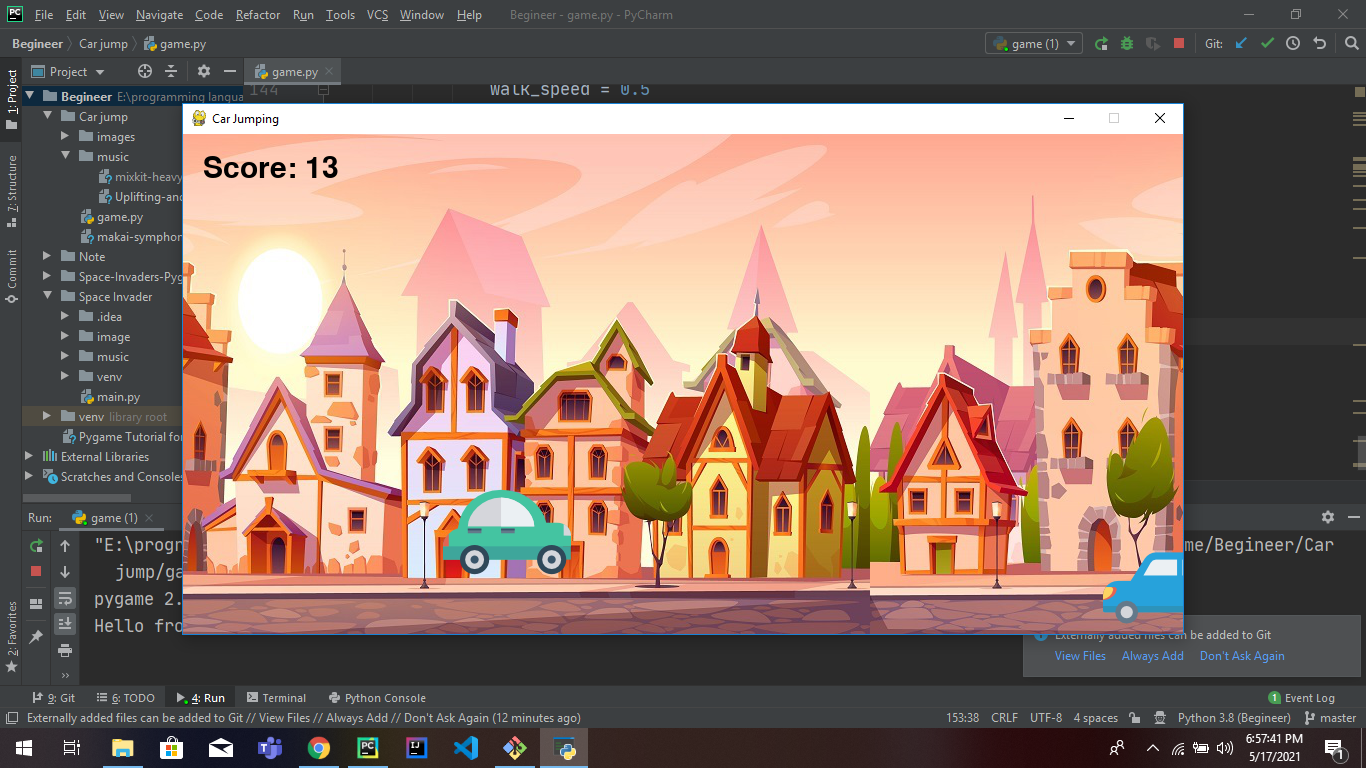 PC File Edit View Navigate Code Refactor Run Tools VCS Window Help Begineer - game.py - PyCharm
Begineer Car jump game.py game (1) Git:
1: Project Project game.py
144 walk_speed = 0.5
Begineer E:\programming langua
Car jump
images
music
mixkit-heavy
Uplifting-and
game.py
makai-symphon
Note
Space-Invaders-Pyg
Space Invader
.idea
image
music
venv
main.py
venv library root
Pygame Tutorial for
External Libraries
Scratches and Consoles
7: Structure
Commit
2: Favorites
Car Jumping
Score: 13
Run: game (1)
"E:\progr me/Begineer/Car
jump/ga
pygame 2.
Hello fro
Externally added files can be added to Git
View Files Always Add Don't Ask Again
9: Git 6: TODO 4: Run Terminal Python Console 1 Event Log
Externally added files can be added to Git // View Files // Always Add // Don't Ask Again (12 minutes ago) 153:38 CRLF UTF-8 4 spaces Python 3.8 (Begineer) master
6:57:41 PM
5/17/2021
1